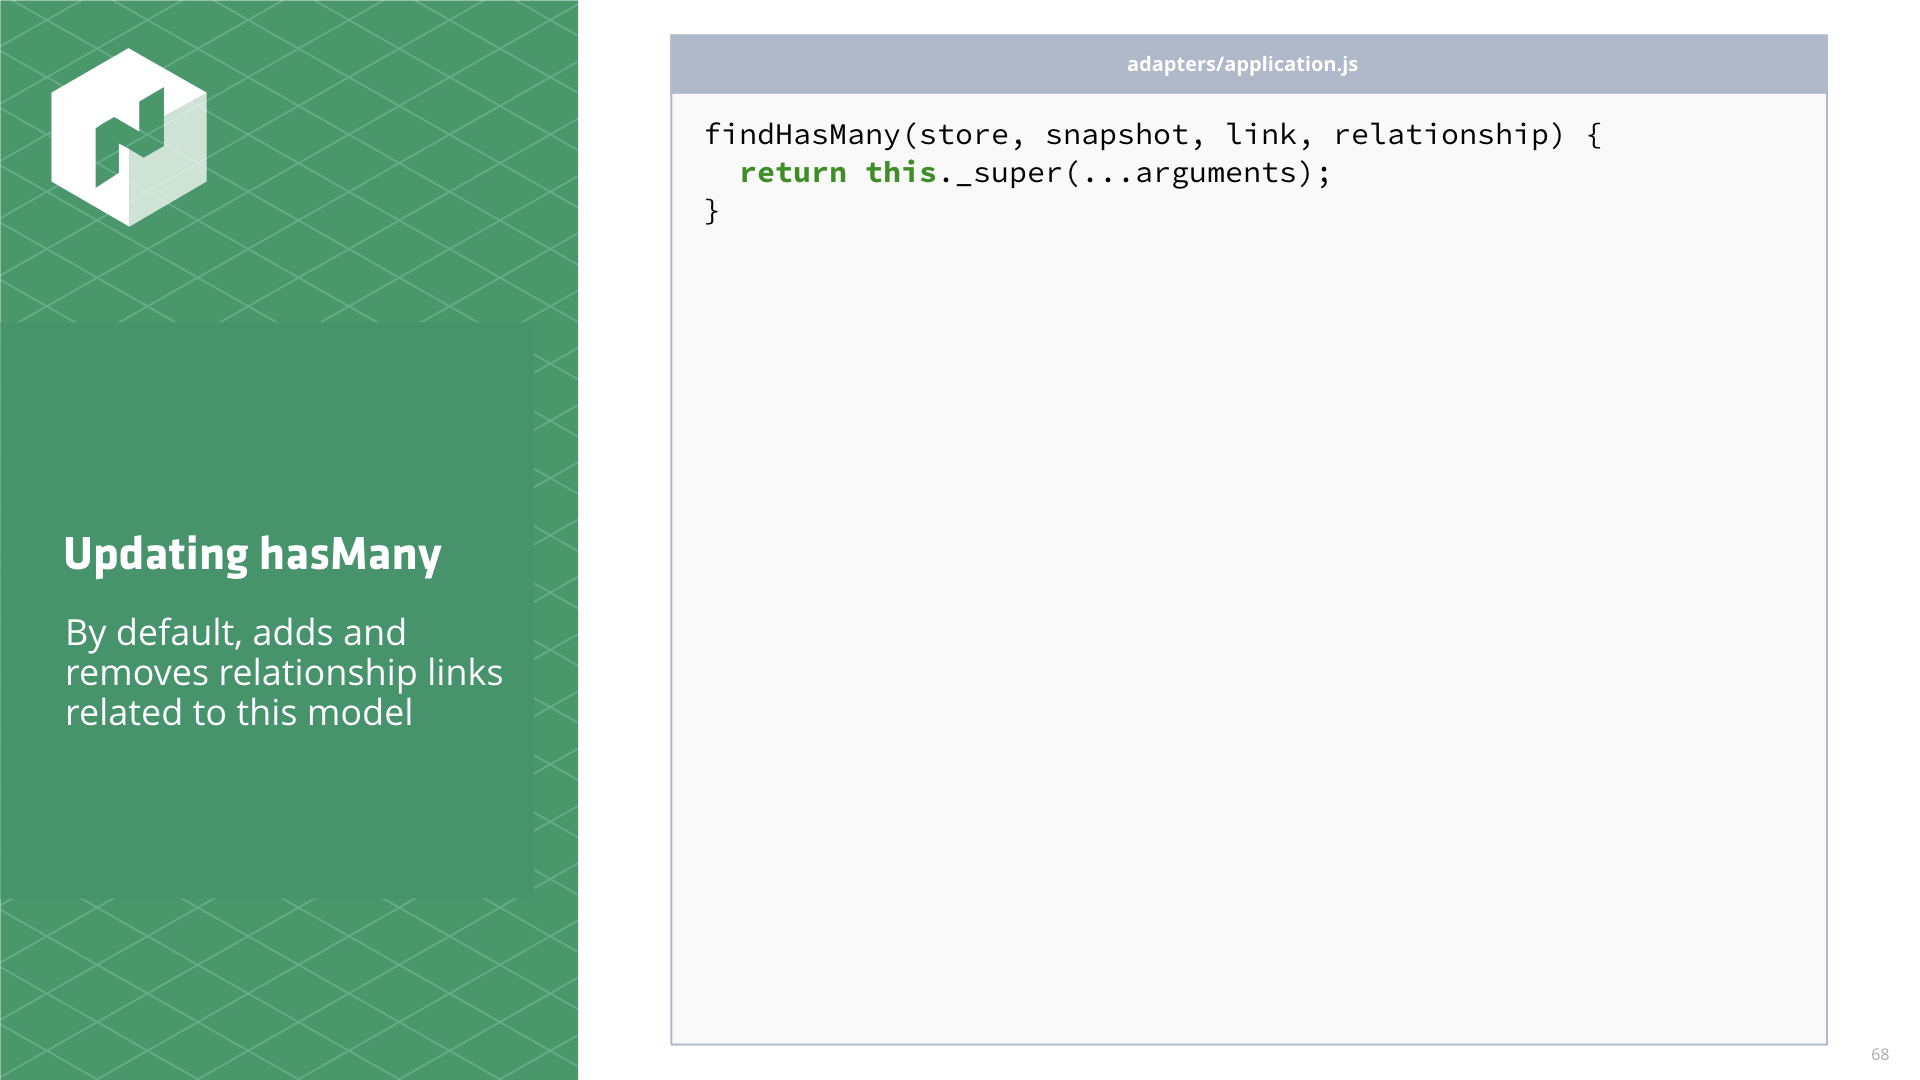 Updating hasMany
By default, adds and
removes relationship links
related to this model
adapters/application.js
findHasMany(store, snapshot, link, relationship) {
  return this._super(...arguments);
}
68